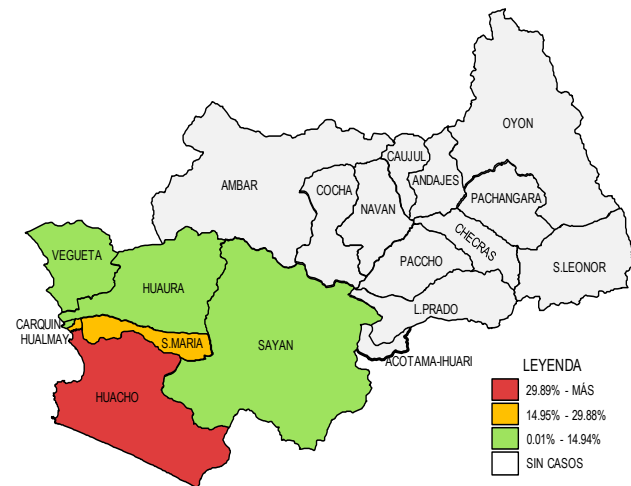 OYON
CAUJUL
ANDAJES
AMBAR
COCHA
NAVAN
PACHANGARA
CHECRAS
VEGUETA
PACCHO
S.LEONOR
HUAURA
L.PRADO
CARQUIN
HUALMAY
S.MARIA
SAYAN
ACOTAMA-IHUARI
HUACHO
LEYENDA
29.89% - MÁS
14.95% - 29.88%
0.01% - 14.94%
SIN CASOS